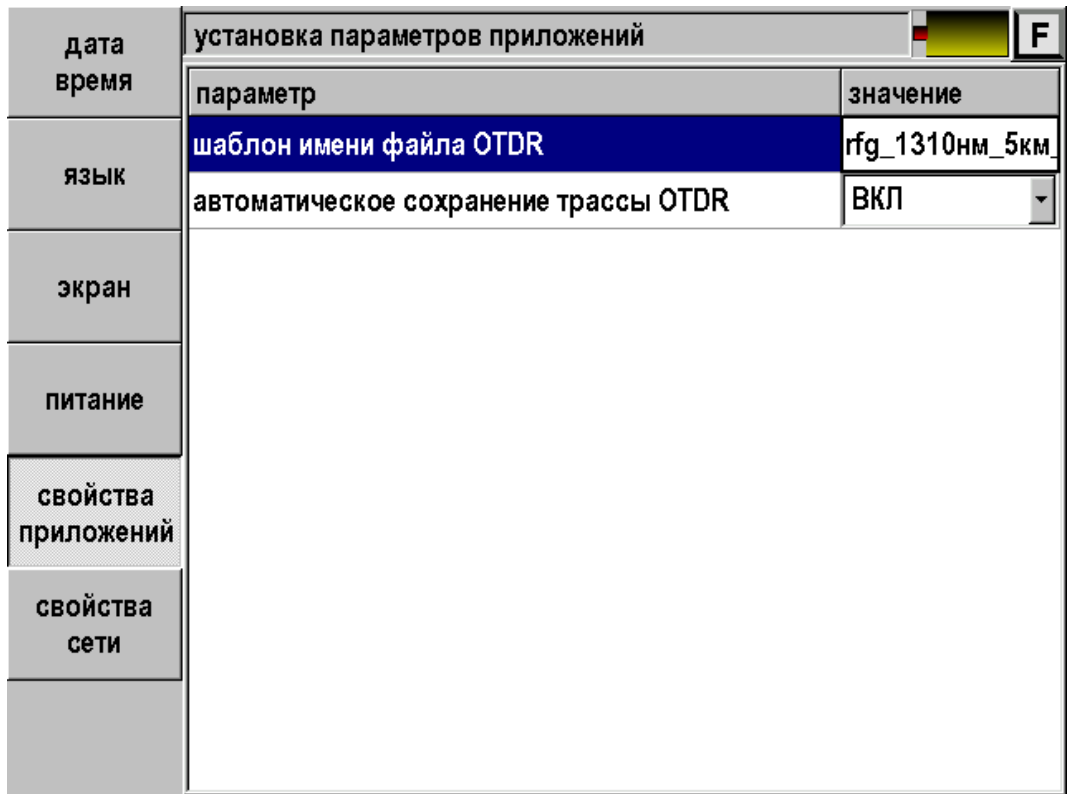 дата
время
язык
экран
питание
свойства
приложений
свойства
сети
установка параметров приложений
F
параметр
значение
шаблон имени файла OTDR
rfg_1310нм_5км_
автоматическое сохранение трассы OTDR
ВКЛ